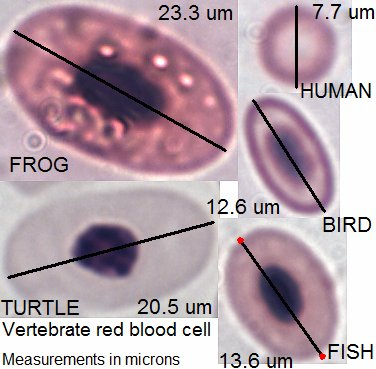 23.3 um
7.7 um
HUMAN
FROG
12.6 um
BIRD
TURTLE
20.5 um
Vertebrate red blood cell
Measurements in microns
13.6 um
FISH